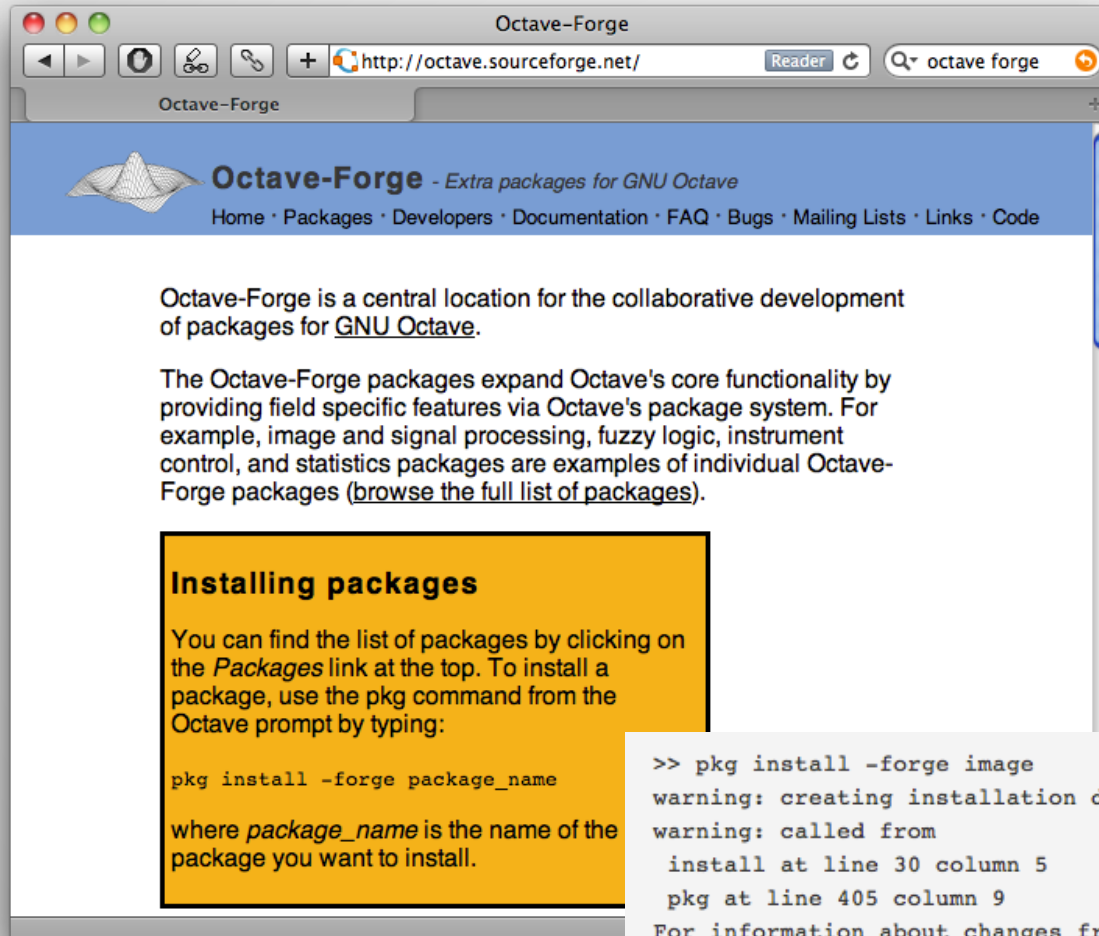 Octave-Forge
http://octave.sourceforge.net/
Reader
octave forge
Octave-Forge
Octave-Forge - Extra packages for GNU Octave
Home · Packages · Developers · Documentation · FAQ · Bugs · Mailing Lists · Links · Code
Octave-Forge is a central location for the collaborative development
of packages for GNU Octave.
The Octave-Forge packages expand Octave's core functionality by
providing field specific features via Octave's package system. For
example, image and signal processing, fuzzy logic, instrument
control, and statistics packages are examples of individual Octave-
Forge packages (browse the full list of packages).
Installing packages
You can find the list of packages by clicking on
the Packages link at the top. To install a
package, use the pkg command from the
Octave prompt by typing:
pkg install -forge package_name
where package_name is the name of the
package you want to install.
>> pkg install -forge image
warning: creating installation d
warning: called from
install at line 30 column 5
pkg at line 405 column 9
For information about changes fr